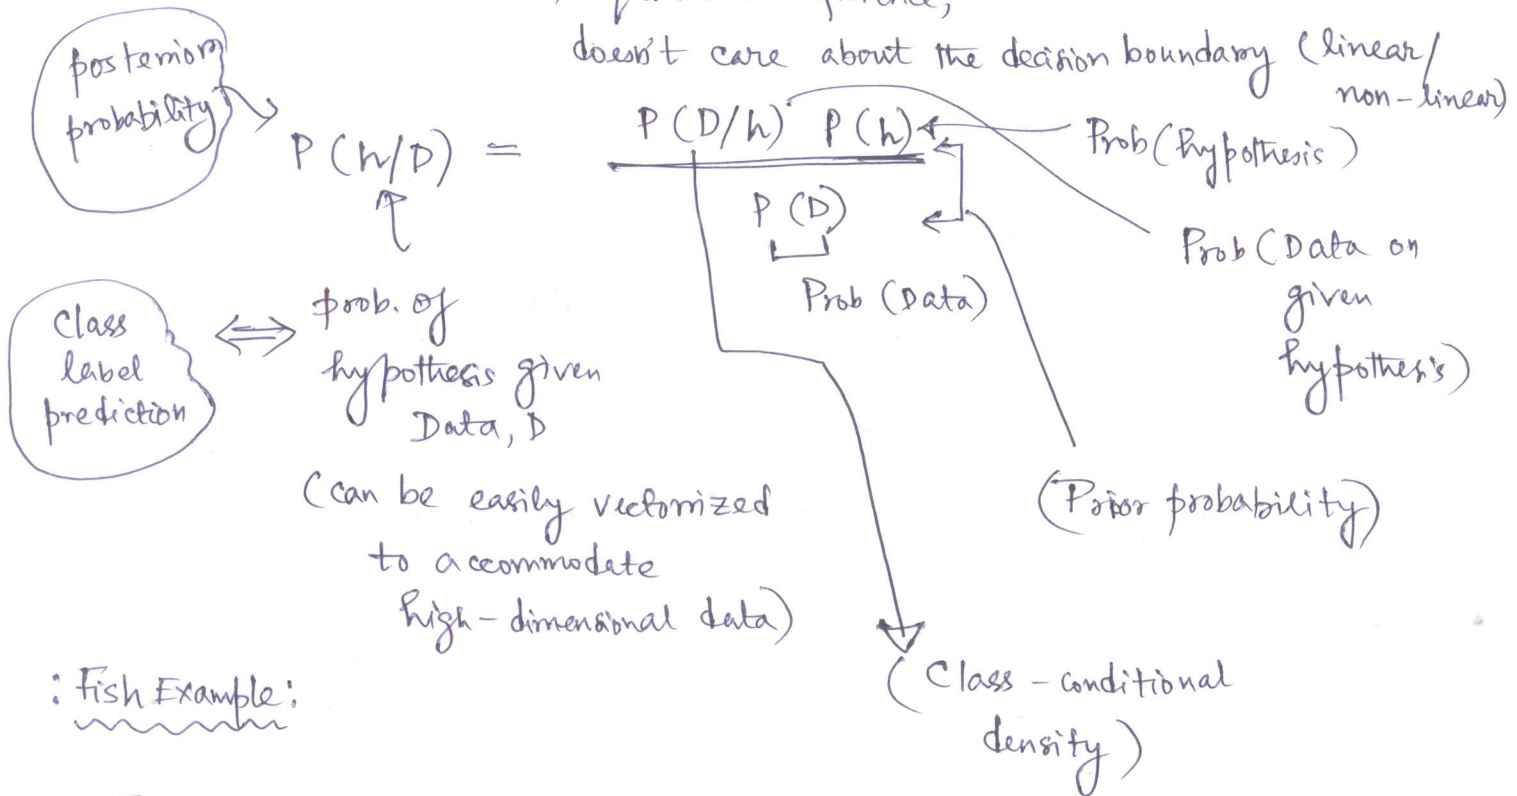 doesn't care about the decision boundary (linear/
non-linear)
posterior
probability
P(h/D) = P(D/h) P(h)
P(D)
Prob(hypothesis)
Prob (Data)
Prob (Data on
given
hypothesis)
Class
label
prediction
prob. of
hypothesis given
Data, D
(can be easily vectorized
to accommodate
high-dimensional data)
(Prior probability)
(Class-conditional
density)
: Fish Example: